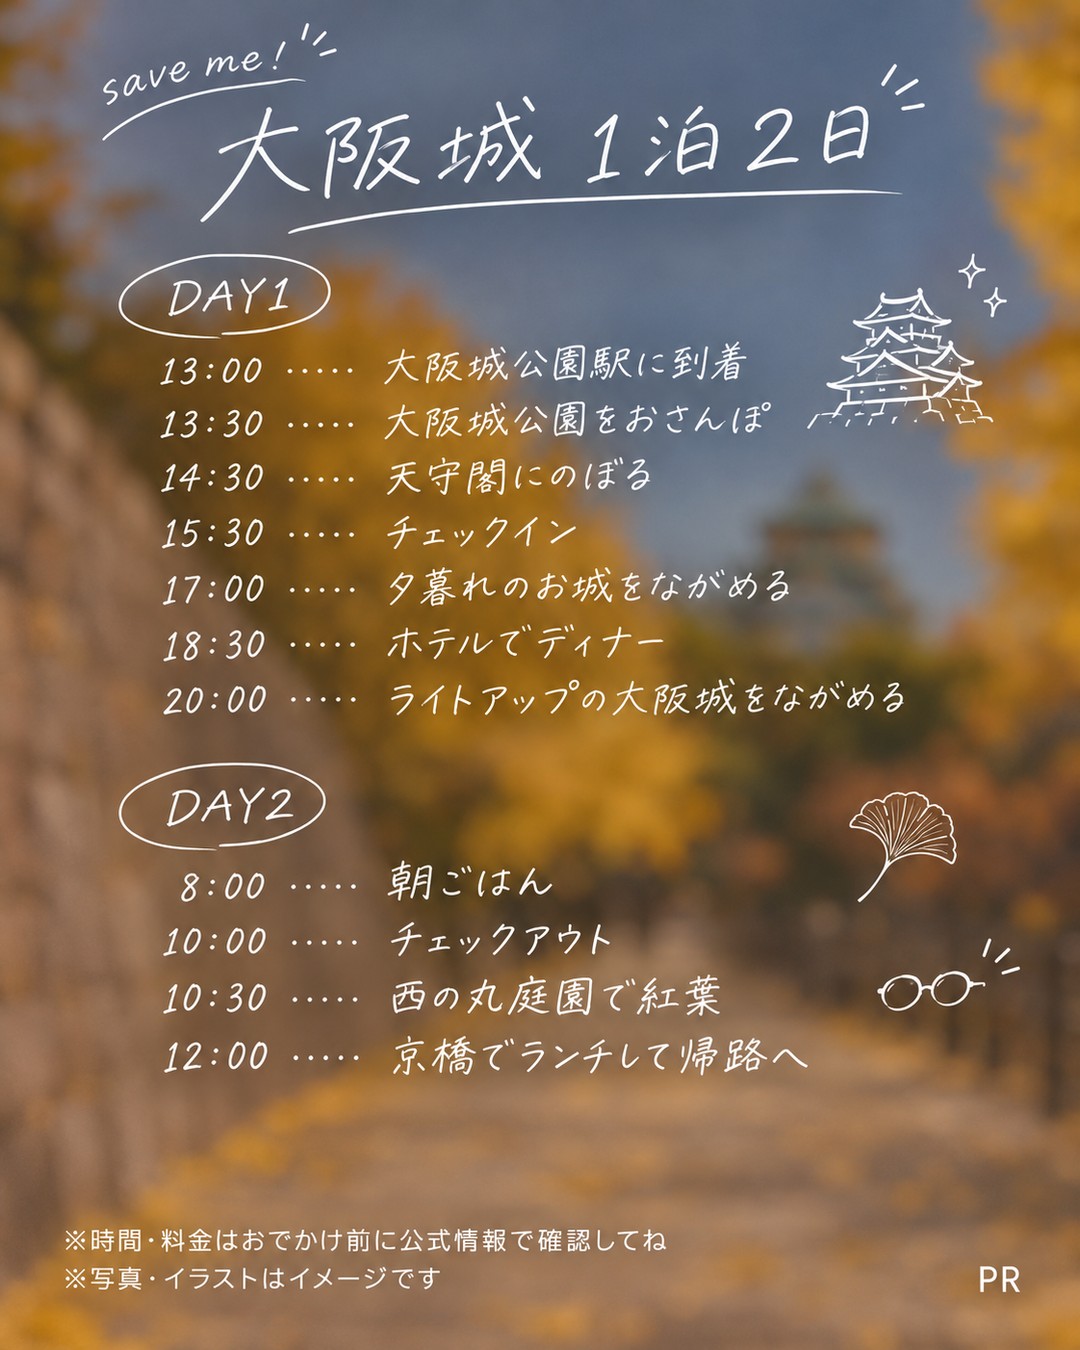 save me!
大阪城 1泊2日
DAY1
13:00 ····· 大阪城公園駅に到着
13:30 ····· 大阪城公園をおさんぽ
14:30 ····· 天守閣にのぼる
15:30 ····· チェックイン
17:00 ····· 夕暮れのお城をながめる
18:30 ····· ホテルでディナー
20:00 ····· ライトアップの大阪城をながめる
DAY2
8:00 ····· 朝ごはん
10:00 ····· チェックアウト
10:30 ····· 西の丸庭園で紅葉
12:00 ····· 京橋でランチして帰路へ
※時間·料金はおでかけ前に公式情報で確認してね
※写真·イラストはイメージです
PR